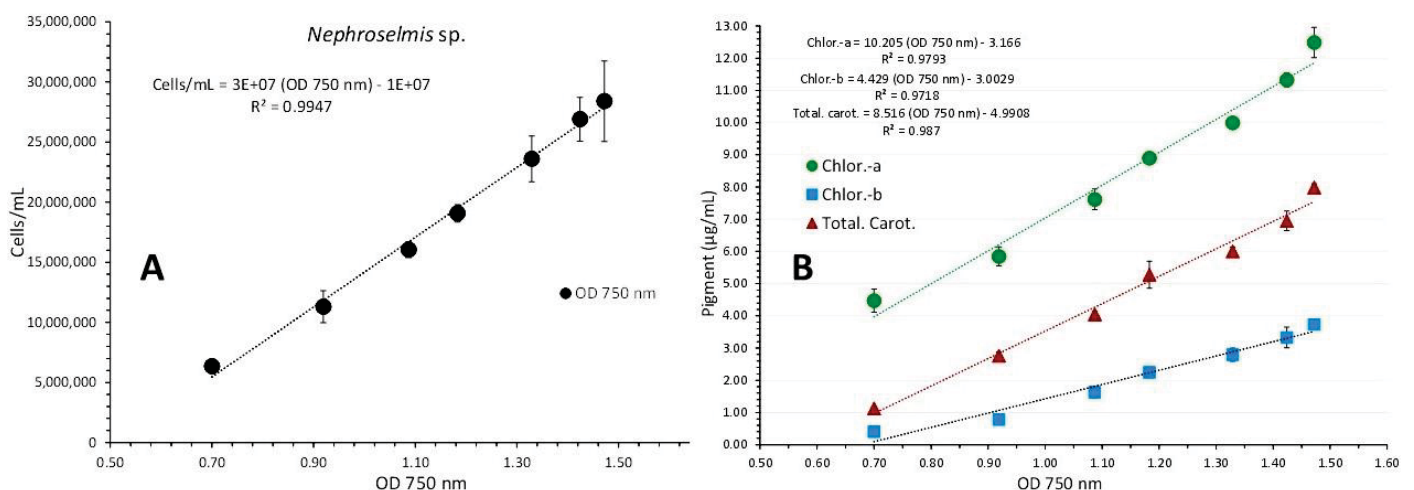 35,000,000
30,000,000
25,000,000
20,000,000
15,000,000
10,000,000
5,000,000
0
Cells/mL
Nephroselmis sp.
Cells/mL = 3E+07 (OD 750 nm) - 1E+07
R² = 0.9947
A
OD 750 nm
0.50 0.70 0.90 1.10 1.30 1.50
OD 750 nm
13.00
12.00
11.00
10.00
9.00
8.00
7.00
6.00
5.00
4.00
3.00
2.00
1.00
0.00
Pigment (µg/mL)
Chlor.-a = 10.205 (OD 750 nm) - 3.166
R² = 0.9793
Chlor.-b = 4.429 (OD 750 nm) - 3.0029
R² = 0.9718
Total. carot. = 8.516 (OD 750 nm) - 4.9908
R² = 0.987
Chlor.-a
Chlor.-b
Total. Carot.
B
0.50 0.60 0.70 0.80 0.90 1.00 1.10 1.20 1.30 1.40 1.50 1.60
OD 750 nm